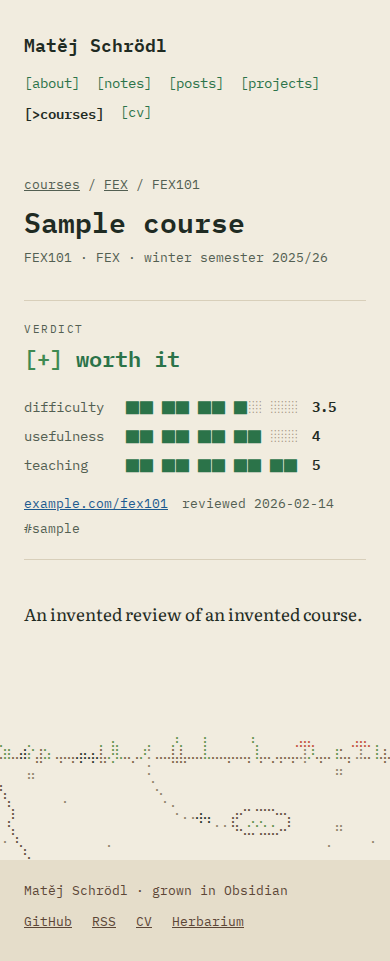 Matěj Schrödl
[about] [notes] [posts] [projects]
[>courses] [cv]
courses / FEX / FEX101
Sample course
FEX101 · FEX · winter semester 2025/26
VERDICT
[+] worth it
difficulty 3.5
usefulness 4
teaching 5
example.com/fex101 reviewed 2026-02-14
#sample
An invented review of an invented course.
Matěj Schrödl · grown in Obsidian
GitHub RSS CV Herbarium